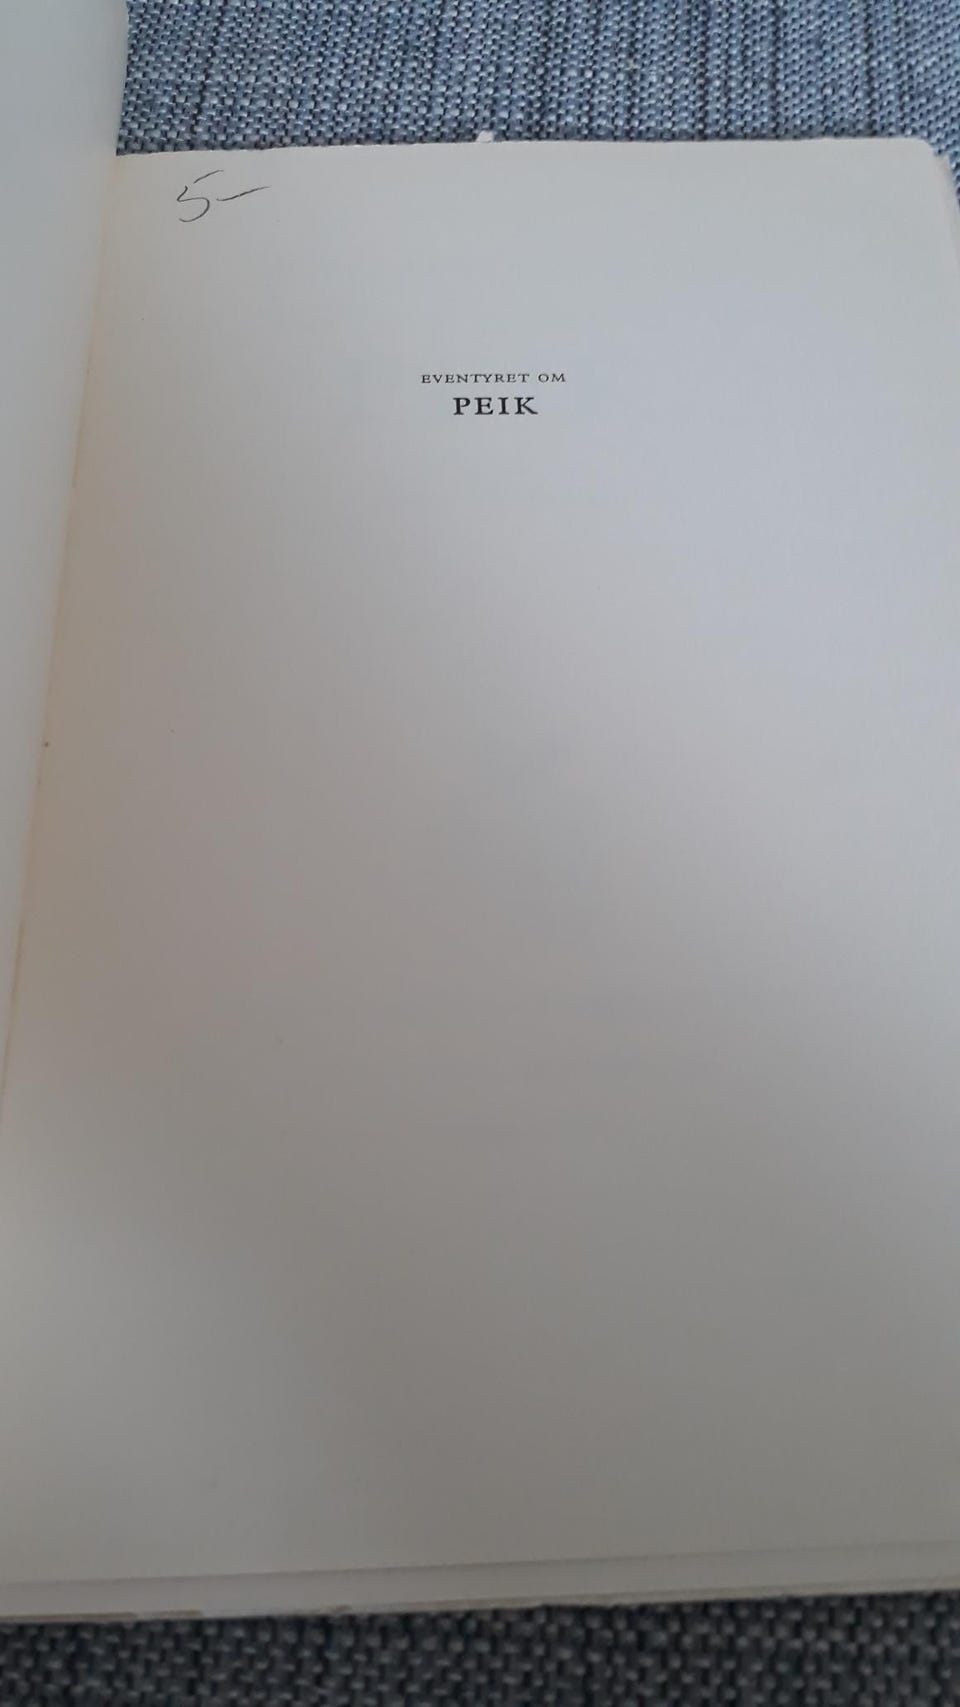 5-
EVENTYRET OM
PEIK